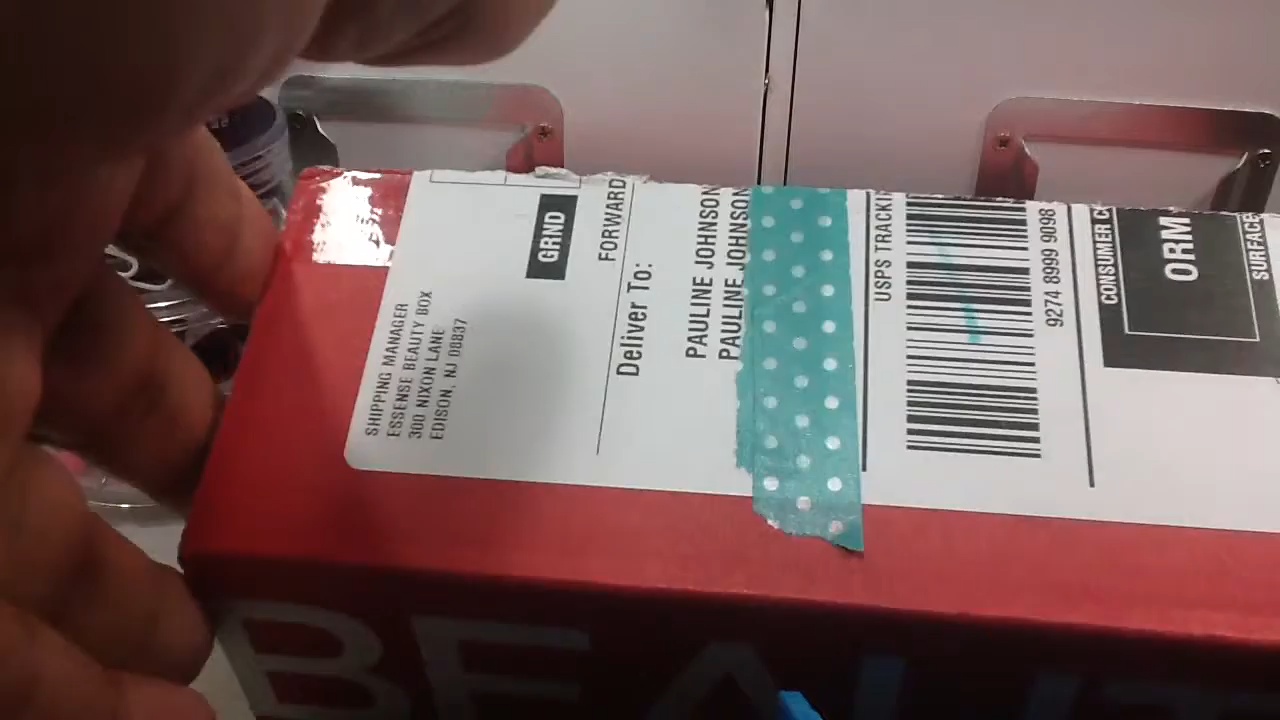 GRND
SHIPPING MANAGER
ESSENSE BEAUTY BOX
300 NIXON LANE
EDISON, NJ 08837
FORWARD
Deliver To:
PAULINE JOHNSON
PAULINE JOHNSON
USPS TRACKI
9274 8999 9098
CONSUMER C
ORM
SURFACE
BEAUT